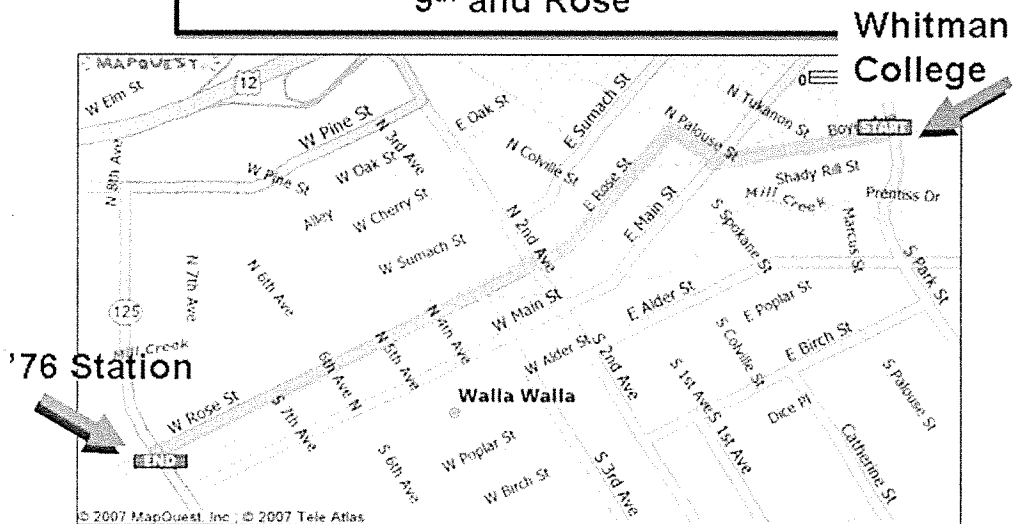 9th and Rose
Whitman
College
MAPQUEST.
12
0
W Elm St
W Pine St
N 3rd Ave
E Oak St
E Sumach St
N Tukanon St
N Palouse St
START
N 8th Ave
W Pine St
W Oak St
N Colville St
E Rose St
Shady Rill St
Mill Creek
Prentiss Dr
Alley
W Cherry St
N 2nd Ave
E Main St
S Spokane St
Marcus St
S Park St
W Sumach St
N 7th Ave
N 6th Ave
125
N 4th Ave
W Main St
E Alder St
E Poplar St
Mill Creek
'76 Station
6th Ave N
N 5th Ave
W Alder St
S 2nd Ave
S Colville St
E Birch St
S 1st Ave
S Palouse St
Walla Walla
W Rose St
S 7th Ave
Dice Pl
S 1st Ave
Catherine St
END
S 6th Ave
W Poplar St
W Birch St
S 3rd Ave
© 2007 MapQuest, Inc ; © 2007 Tele Atlas